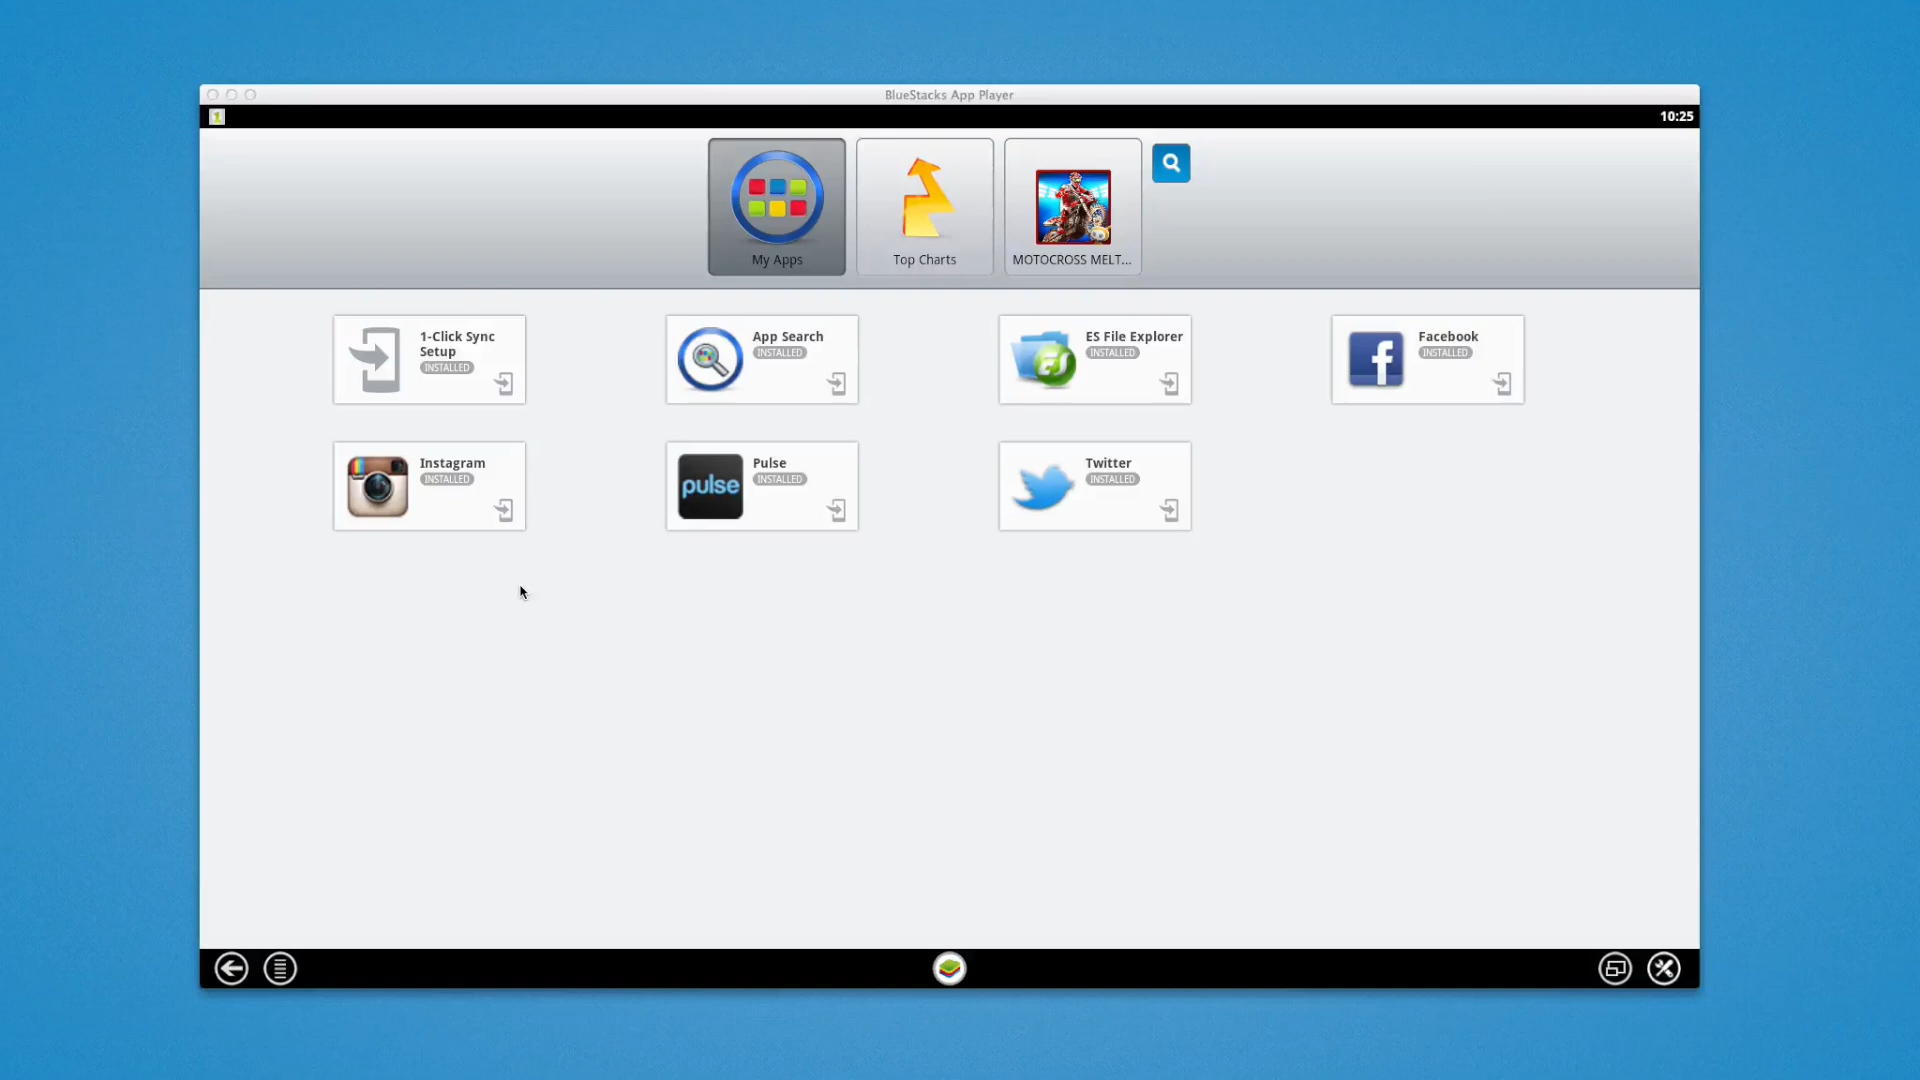 BlueStacks App Player
1
10:25
My Apps
Top Charts
MOTOCROSS MELT...
1-Click Sync
Setup
INSTALLED
App Search
INSTALLED
ES File Explorer
INSTALLED
Facebook
INSTALLED
Instagram
INSTALLED
pulse
Pulse
INSTALLED
Twitter
INSTALLED